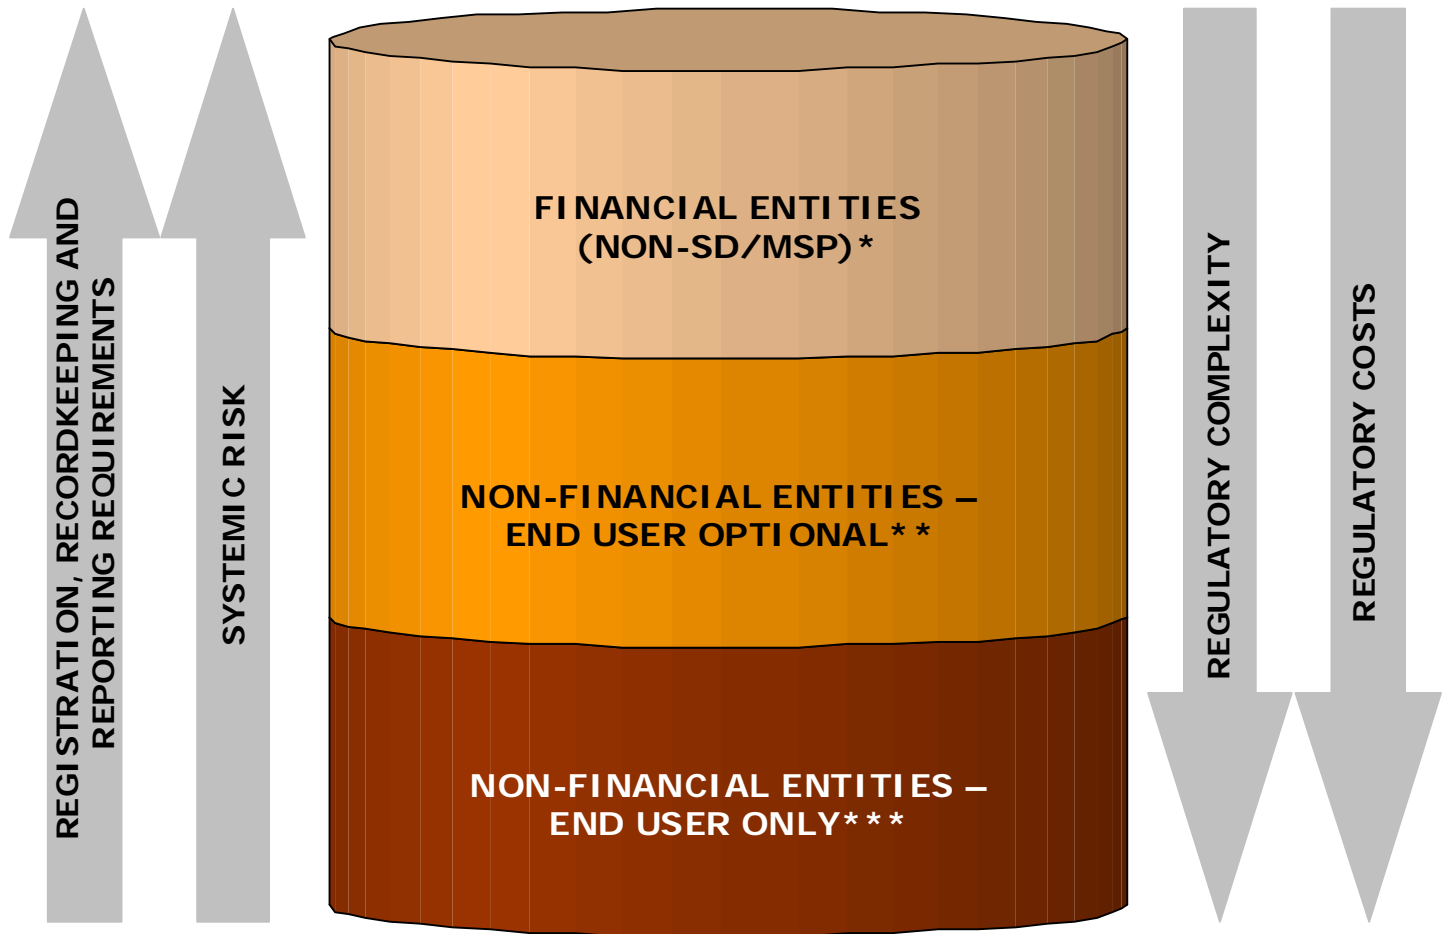 REGISTRATION, RECORDKEEPING AND
REPORTING REQUIREMENTS
SYSTEMIC RISK
FINANCIAL ENTITIES
(NON-SD/MSP)*
NON-FINANCIAL ENTITIES –
END USER OPTIONAL**
NON-FINANCIAL ENTITIES –
END USER ONLY***
REGULATORY COMPLEXITY
REGULATORY COSTS